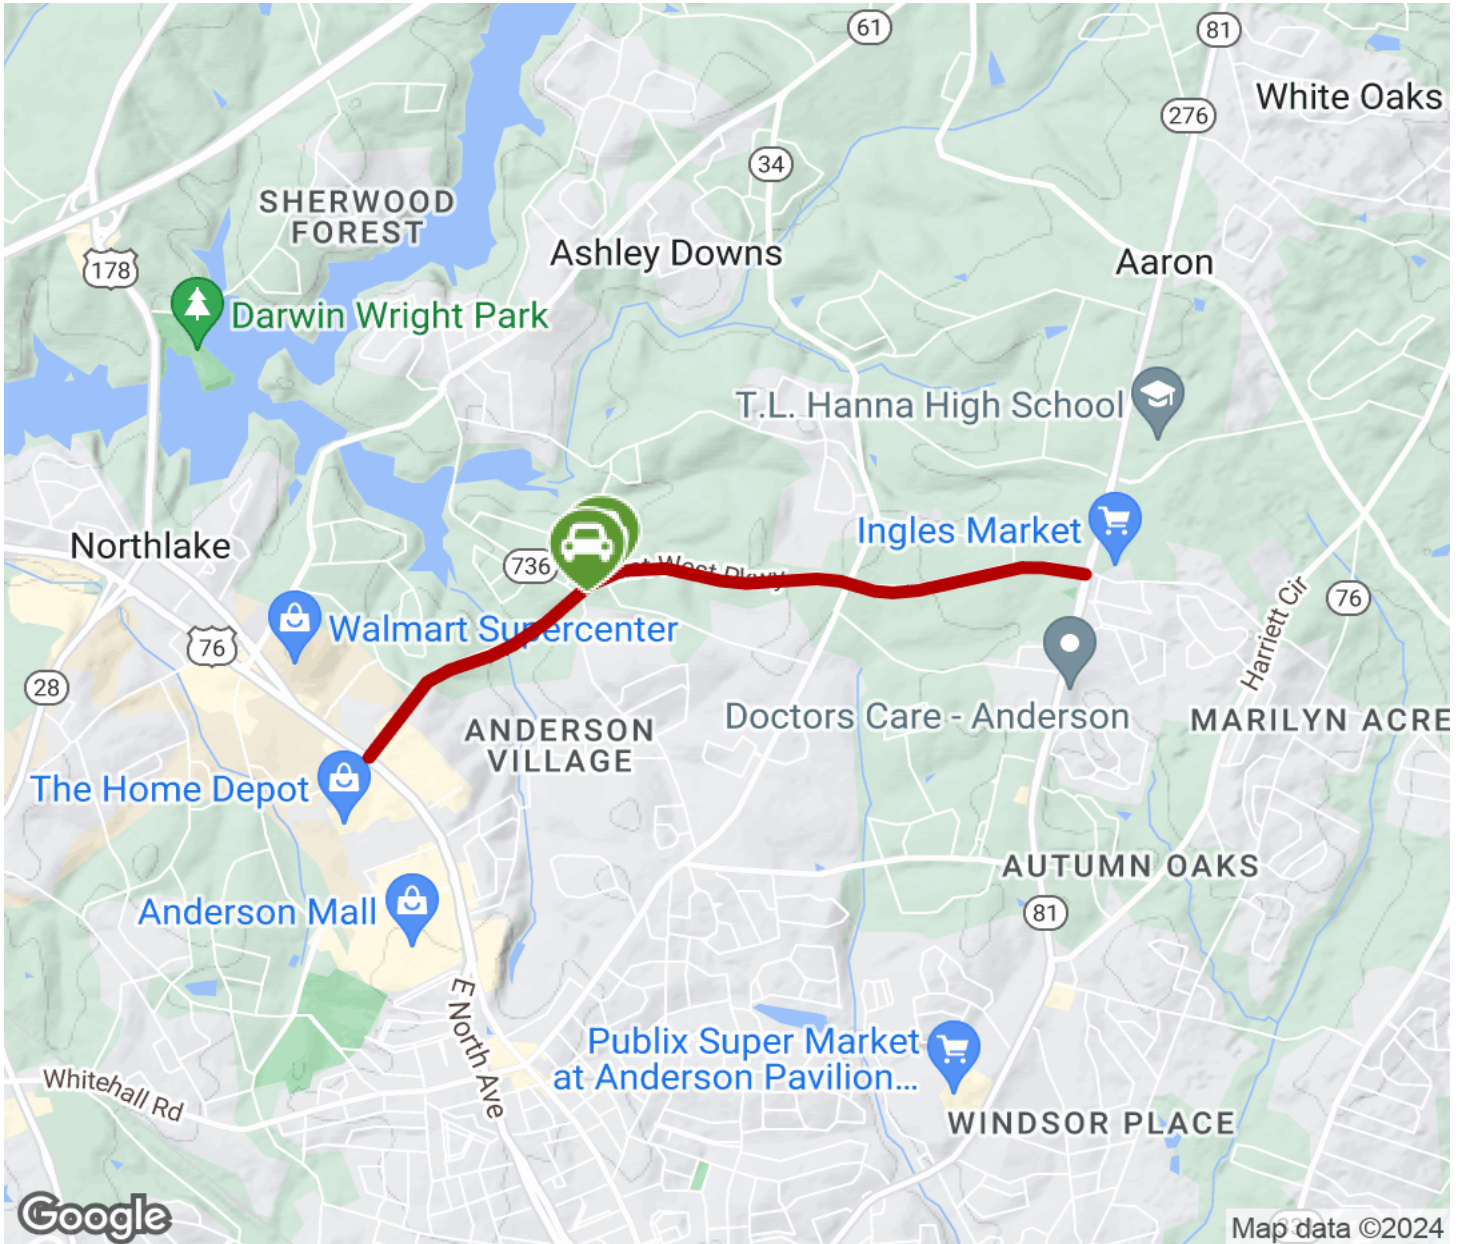 61
81
White Oaks
276
34
SHERWOOD
FOREST
Ashley Downs
Aaron
178
Darwin Wright Park
T.L. Hanna High School
Northlake
Ingles Market
736
West Pkwy
76
Harriett Cir
Walmart Supercenter
76
28
ANDERSON
VILLAGE
Doctors Care - Anderson
MARILYN ACRE
The Home Depot
AUTUMN OAKS
Anderson Mall
81
E North Ave
Publix Super Market
at Anderson Pavilion...
Whitehall Rd
WINDSOR PLACE
Google
Map data ©2024